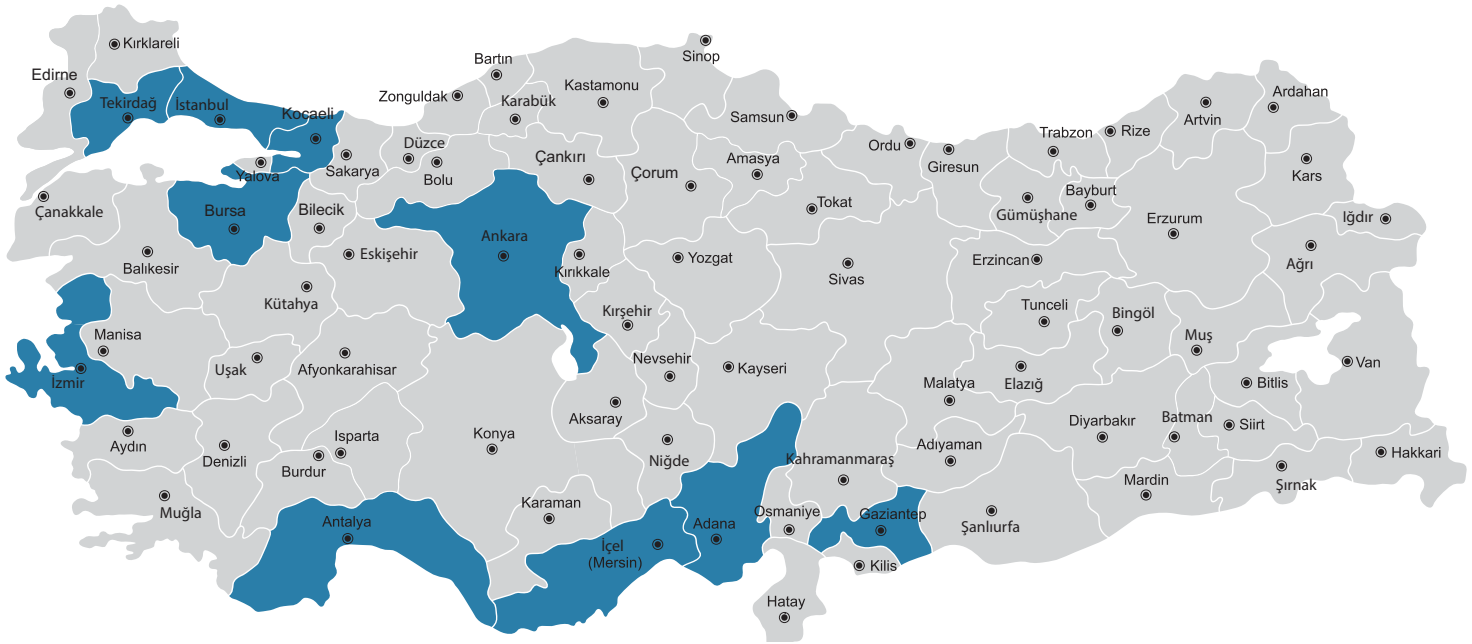 Kırklareli
Edirne
Tekirdağ
İstanbul
Kocaeli
Yalova
Sakarya
Düzce
Bolu
Zonguldak
Bartın
Karabük
Kastamonu
Sinop
Çankırı
Çorum
Samsun
Amasya
Tokat
Ordu
Giresun
Trabzon
Rize
Artvin
Ardahan
Kars
Iğdır
Ağrı
Erzurum
Bayburt
Gümüşhane
Erzincan
Çanakkale
Bursa
Bilecik
Balıkesir
Eskişehir
Kütahya
Ankara
Kırıkkale
Yozgat
Sivas
Kırşehir
Tunceli
Bingöl
Muş
Van
Bitlis
Elazığ
Malatya
Manisa
İzmir
Uşak
Afyonkarahisar
Nevsehir
Kayseri
Aksaray
Aydın
Denizli
Burdur
Isparta
Konya
Niğde
Kahramanmaraş
Adıyaman
Diyarbakır
Batman
Siirt
Hakkari
Şırnak
Mardin
Muğla
Antalya
Karaman
İçel
(Mersin)
Adana
Osmaniye
Gaziantep
Şanlıurfa
Kilis
Hatay